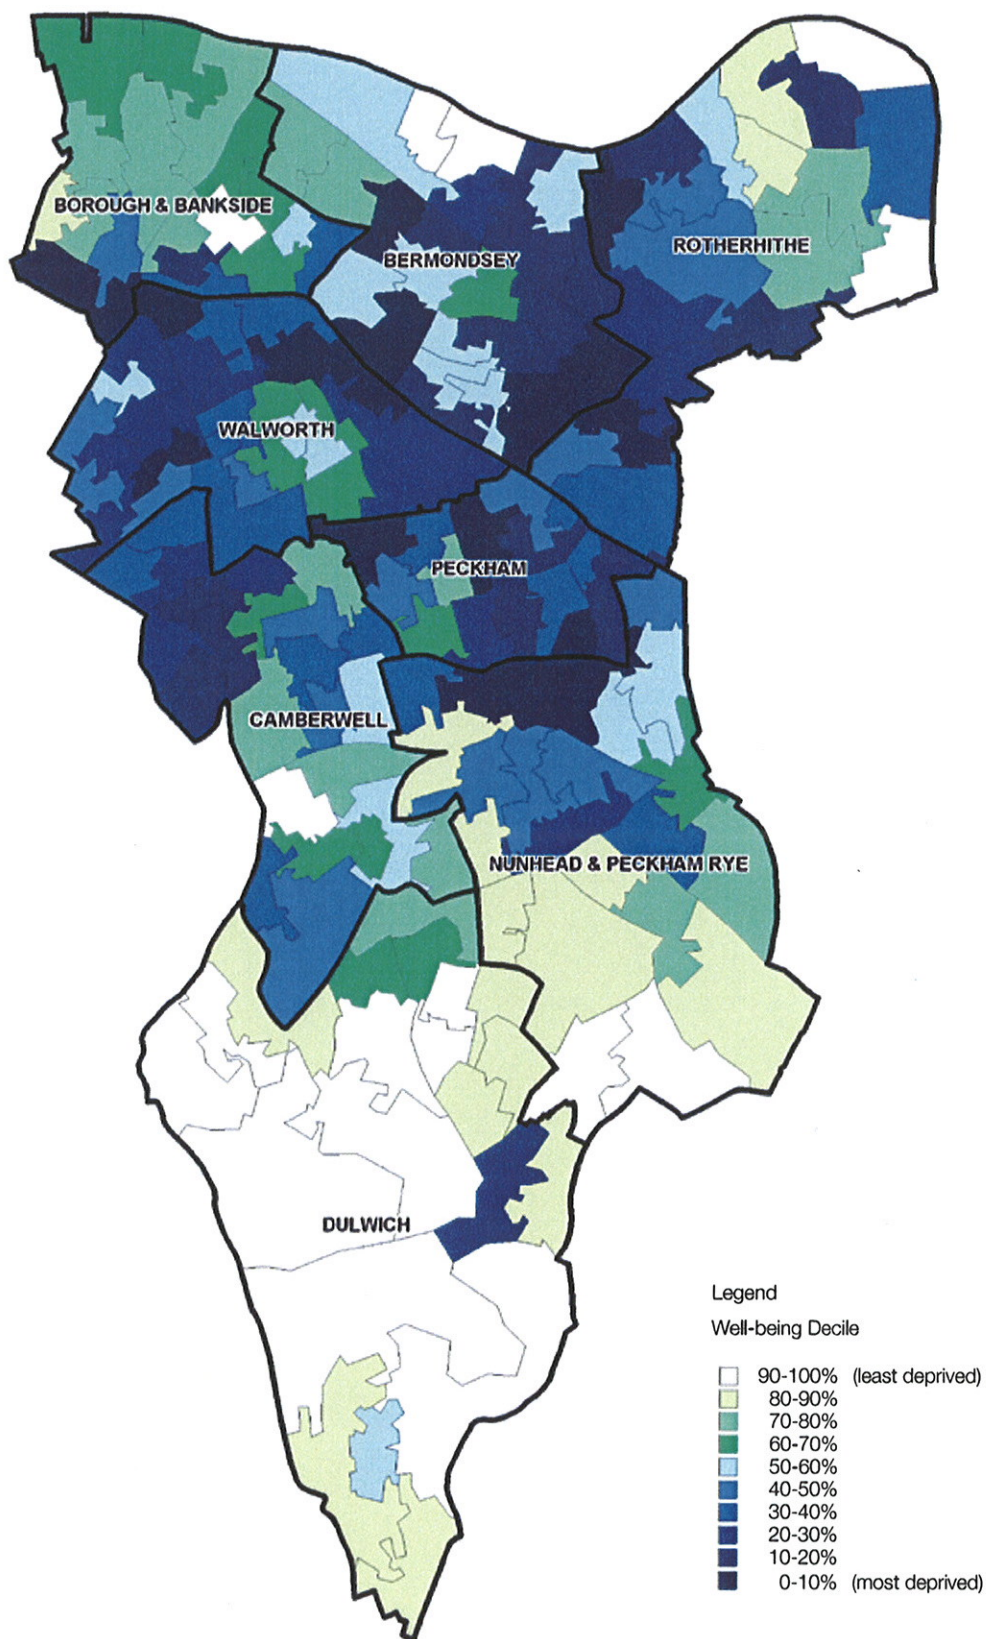 BOROUGH & BANKSIDE
BERMONDSEY
ROTHERHITHE
WALWORTH
PECKHAM
CAMBERWELL
NUNHEAD & PECKHAM RYE
DULWICH
Legend
Well-being Decile
90-100% (least deprived)
80-90%
70-80%
60-70%
50-60%
40-50%
30-40%
20-30%
10-20%
0-10% (most deprived)